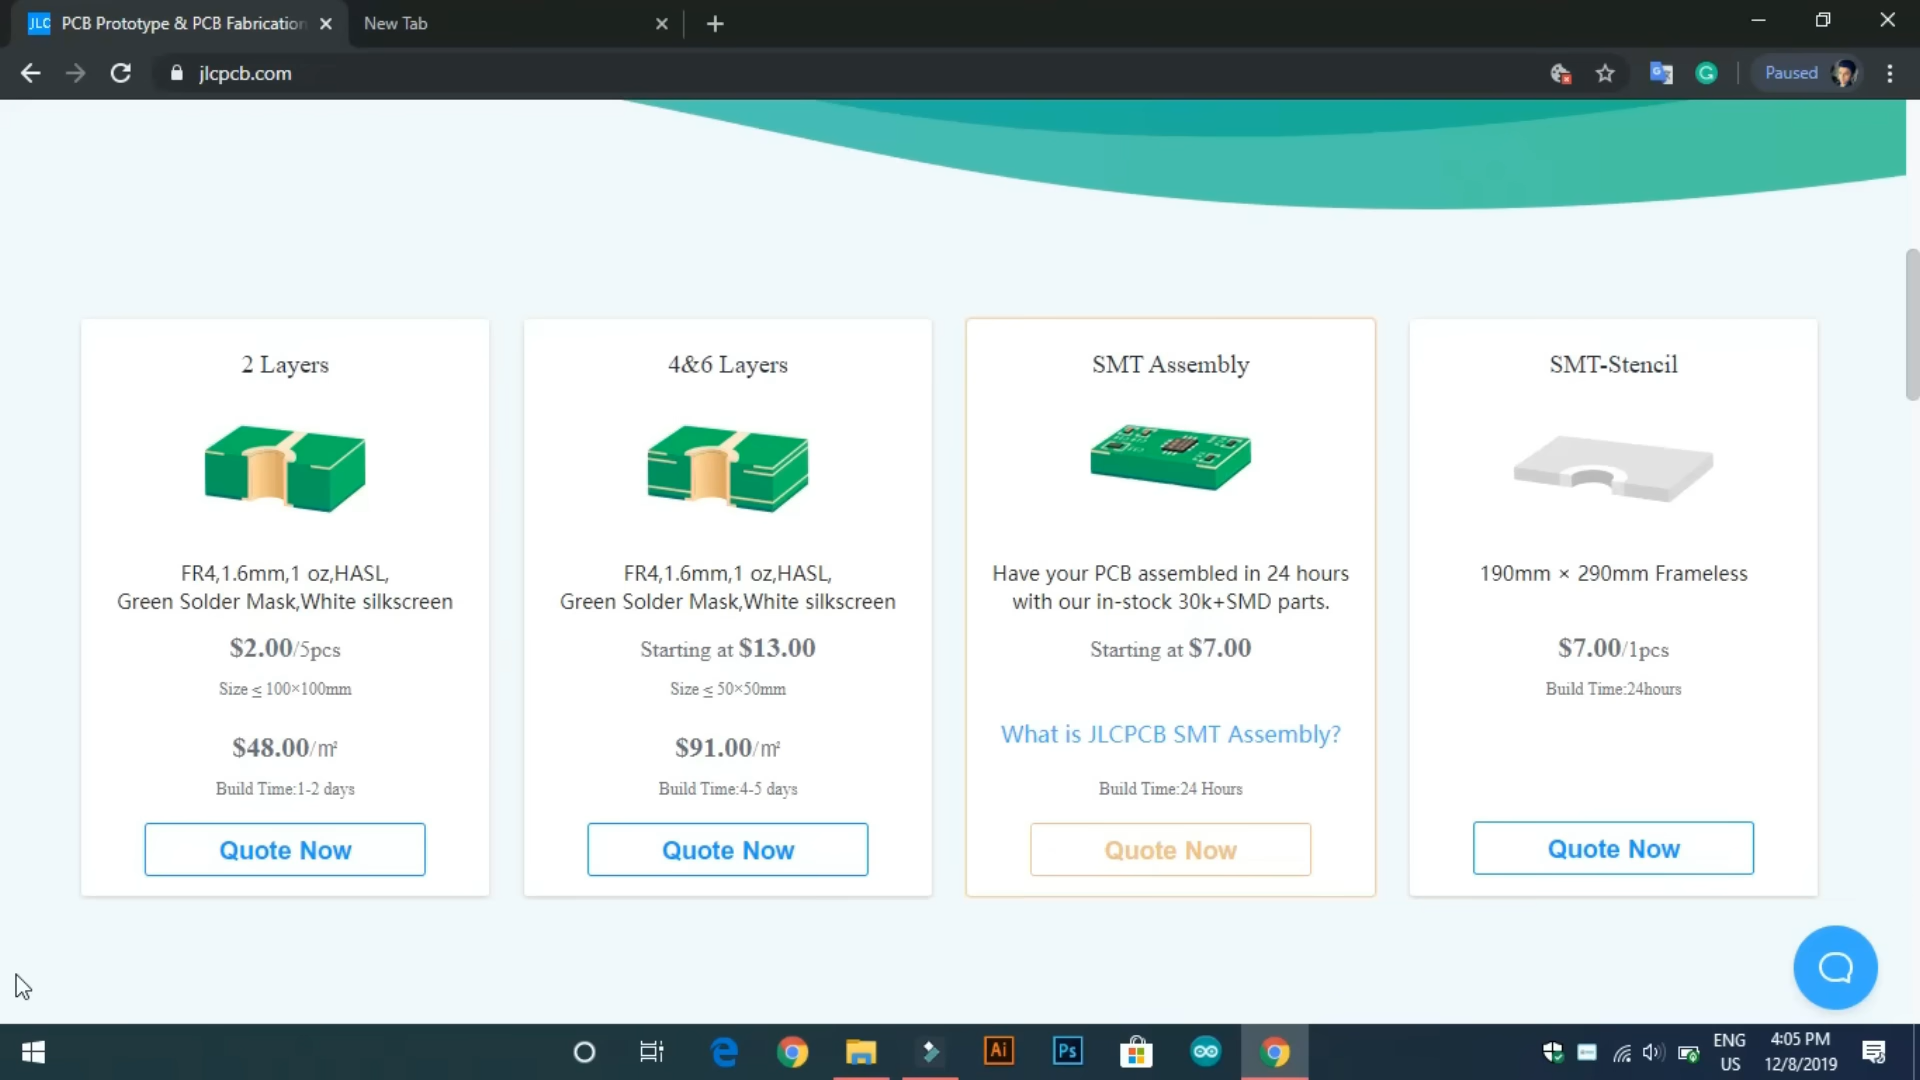 JLC PCB Prototype & PCB Fabrication
New Tab
jlcpcb.com
Paused
2 Layers
FR4,1.6mm,1 oz,HASL,
Green Solder Mask,White silkscreen
$2.00/5pcs
Size ≤ 100×100mm
$48.00/㎡
Build Time:1-2 days
Quote Now
4&6 Layers
FR4,1.6mm,1 oz,HASL,
Green Solder Mask,White silkscreen
Starting at $13.00
Size ≤ 50×50mm
$91.00/㎡
Build Time:4-5 days
Quote Now
SMT Assembly
Have your PCB assembled in 24 hours
with our in-stock 30k+SMD parts.
Starting at $7.00
What is JLCPCB SMT Assembly?
Build Time:24 Hours
Quote Now
SMT-Stencil
190mm × 290mm Frameless
$7.00/1pcs
Build Time:24hours
Quote Now
Ai
Ps
ENG
US
4:05 PM
12/8/2019